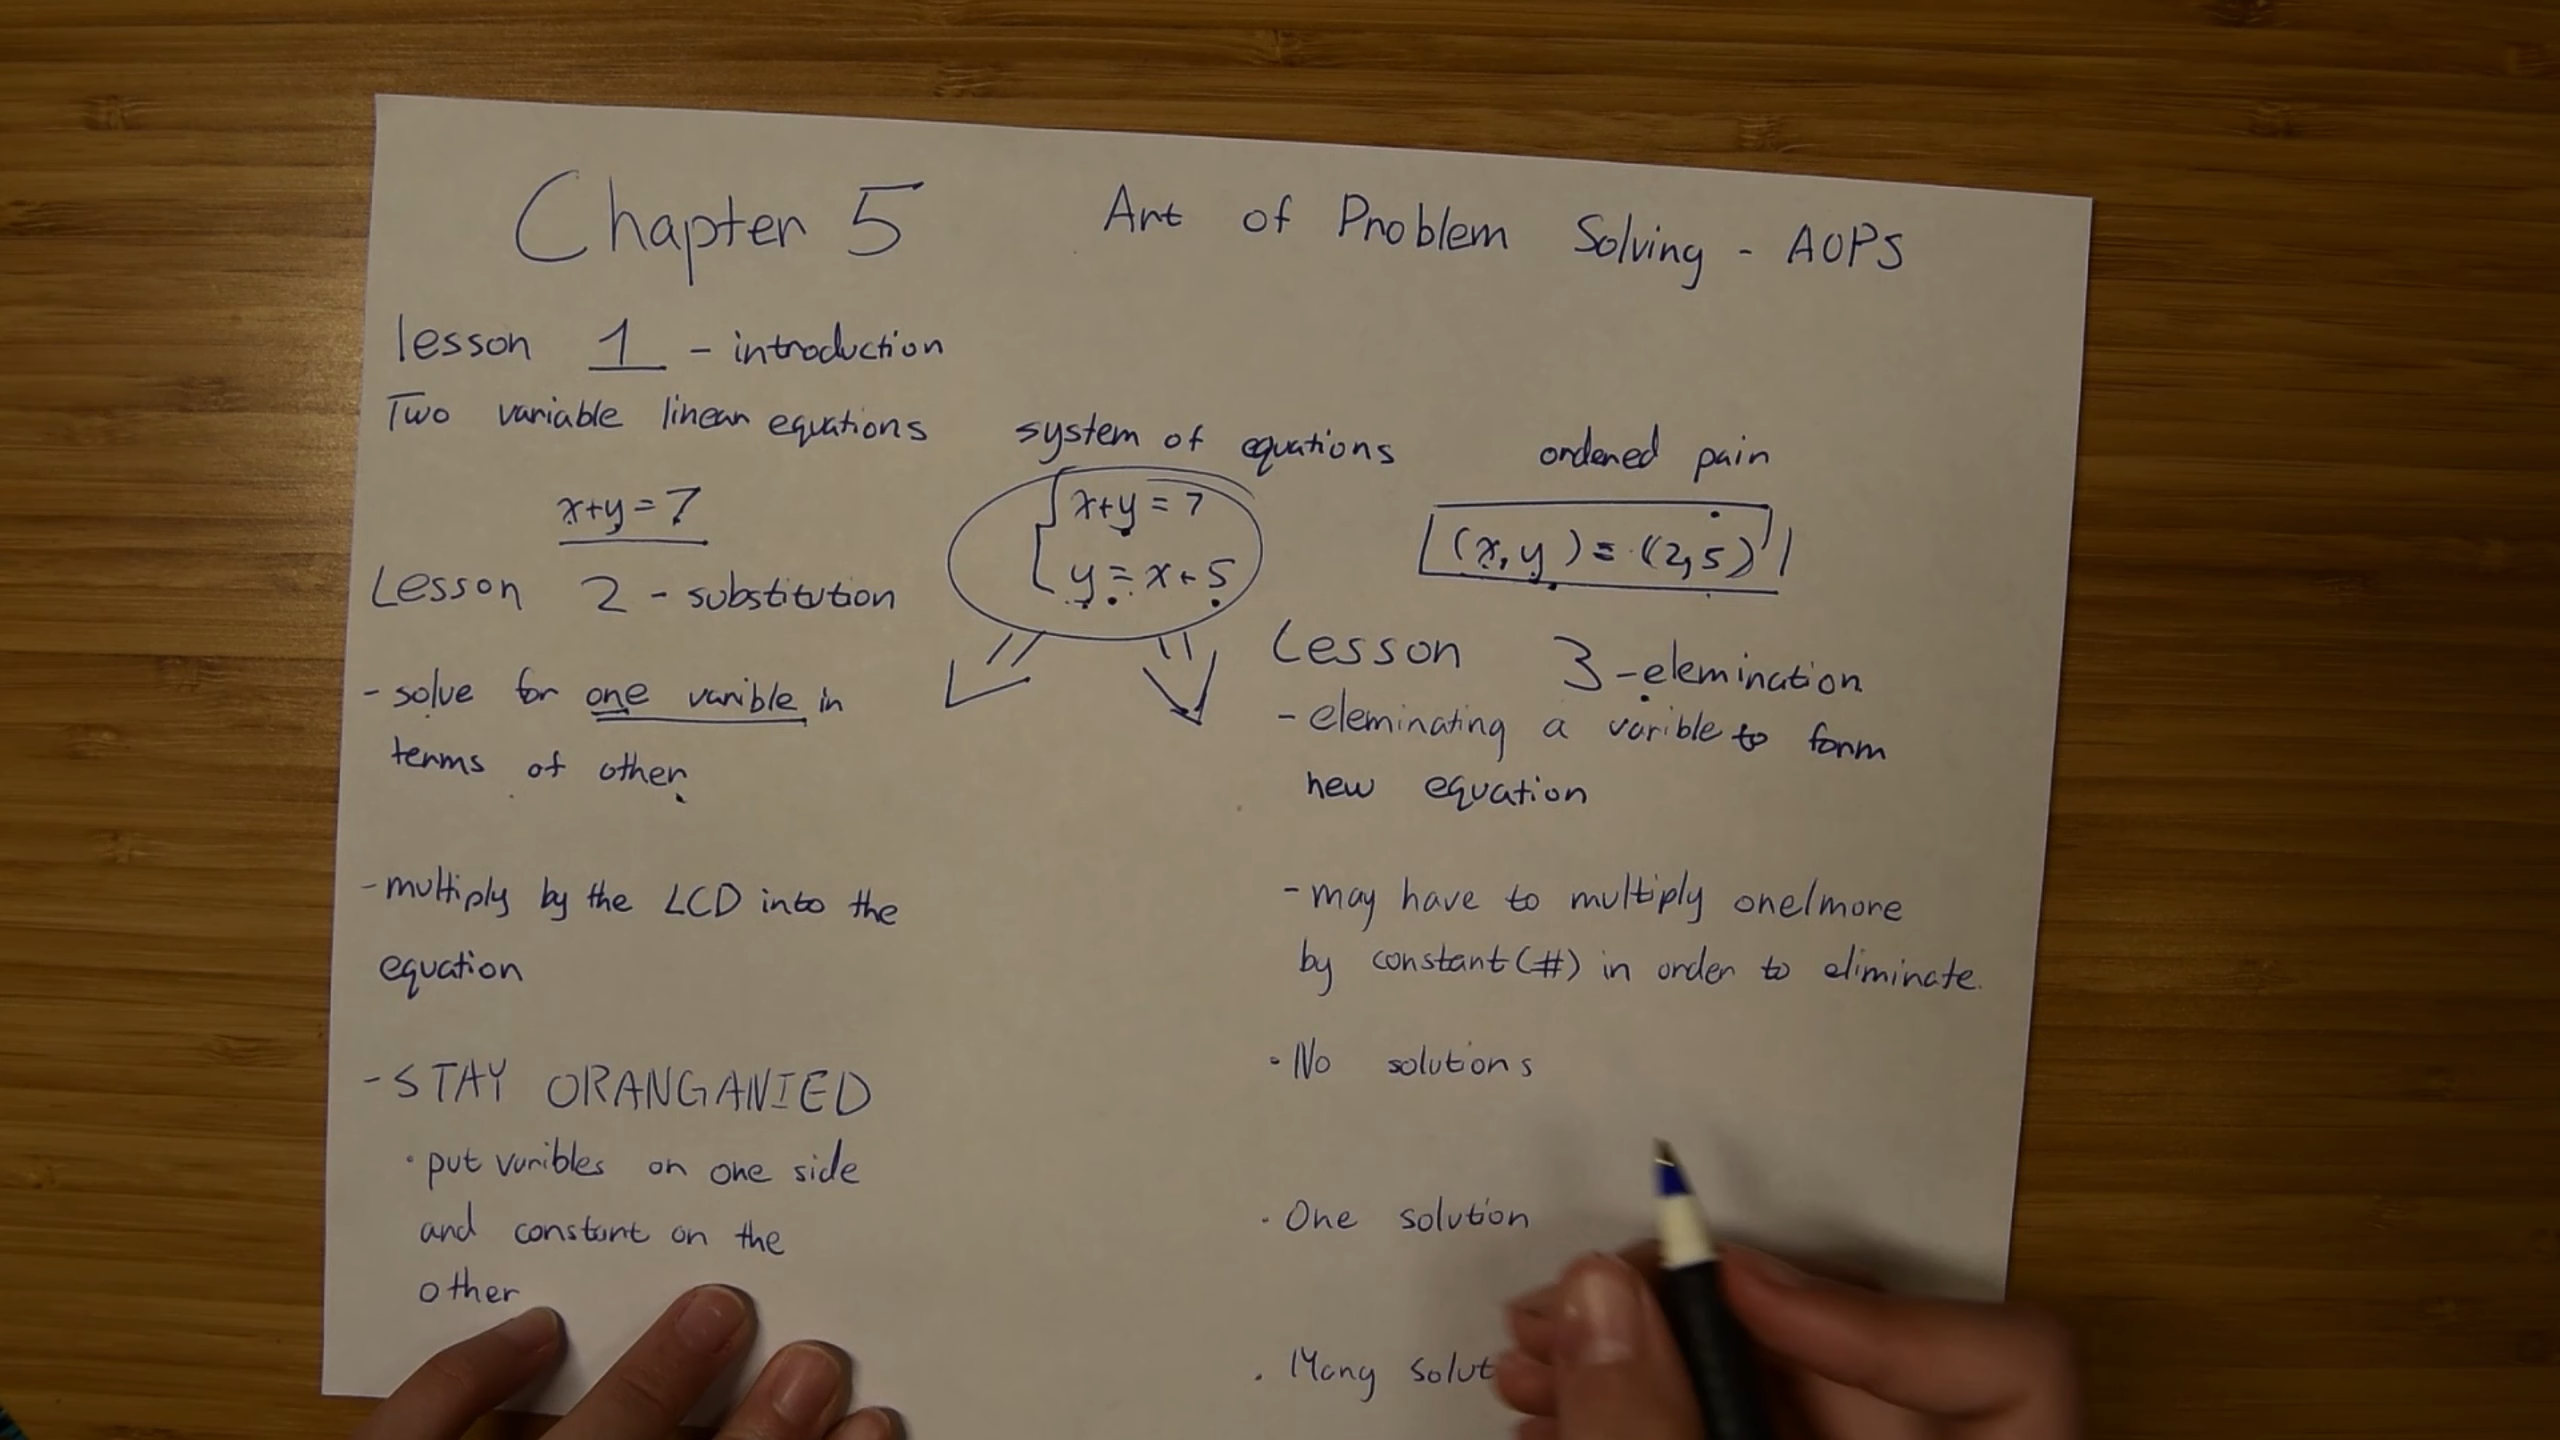 Chapter 5
Art of Problem Solving - AOPS
lesson 1 - introduction
Two variable linear equations
x+y=7
system of equations
x+y=7
y=x+5
ordered pair
(x,y)=(2,5)
Lesson 2 - substitution
- solve for one varible in
terms of other.
- multiply by the LCD into the
equation
- STAY ORANGANIED
• put varibles on one side
and constant on the
other
Lesson 3 - elemination
- eleminating a varible to form
new equation
- may have to multiply one/more
by constant(#) in order to eliminate.
• No solutions
• One solution
• Many solut